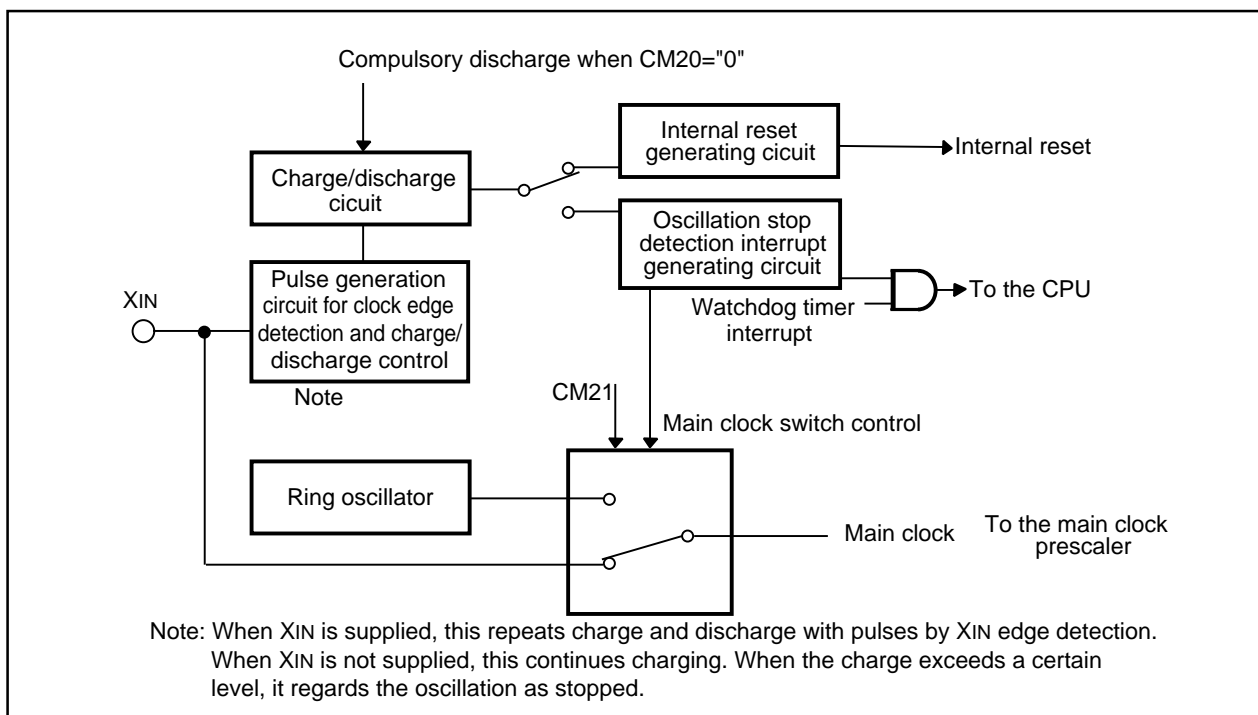 Compulsory discharge when CM20="0"
Charge/discharge
cicuit
Internal reset
generating cicuit
Internal reset
Oscillation stop
detection interrupt
generating circuit
Watchdog timer
interrupt
To the CPU
XIN
Pulse generation
circuit for clock edge
detection and charge/
discharge control
Note
CM21
Main clock switch control
Ring oscillator
Main clock
To the main clock
prescaler
Note: When XIN is supplied, this repeats charge and discharge with pulses by XIN edge detection.
When XIN is not supplied, this continues charging. When the charge exceeds a certain
level, it regards the oscillation as stopped.